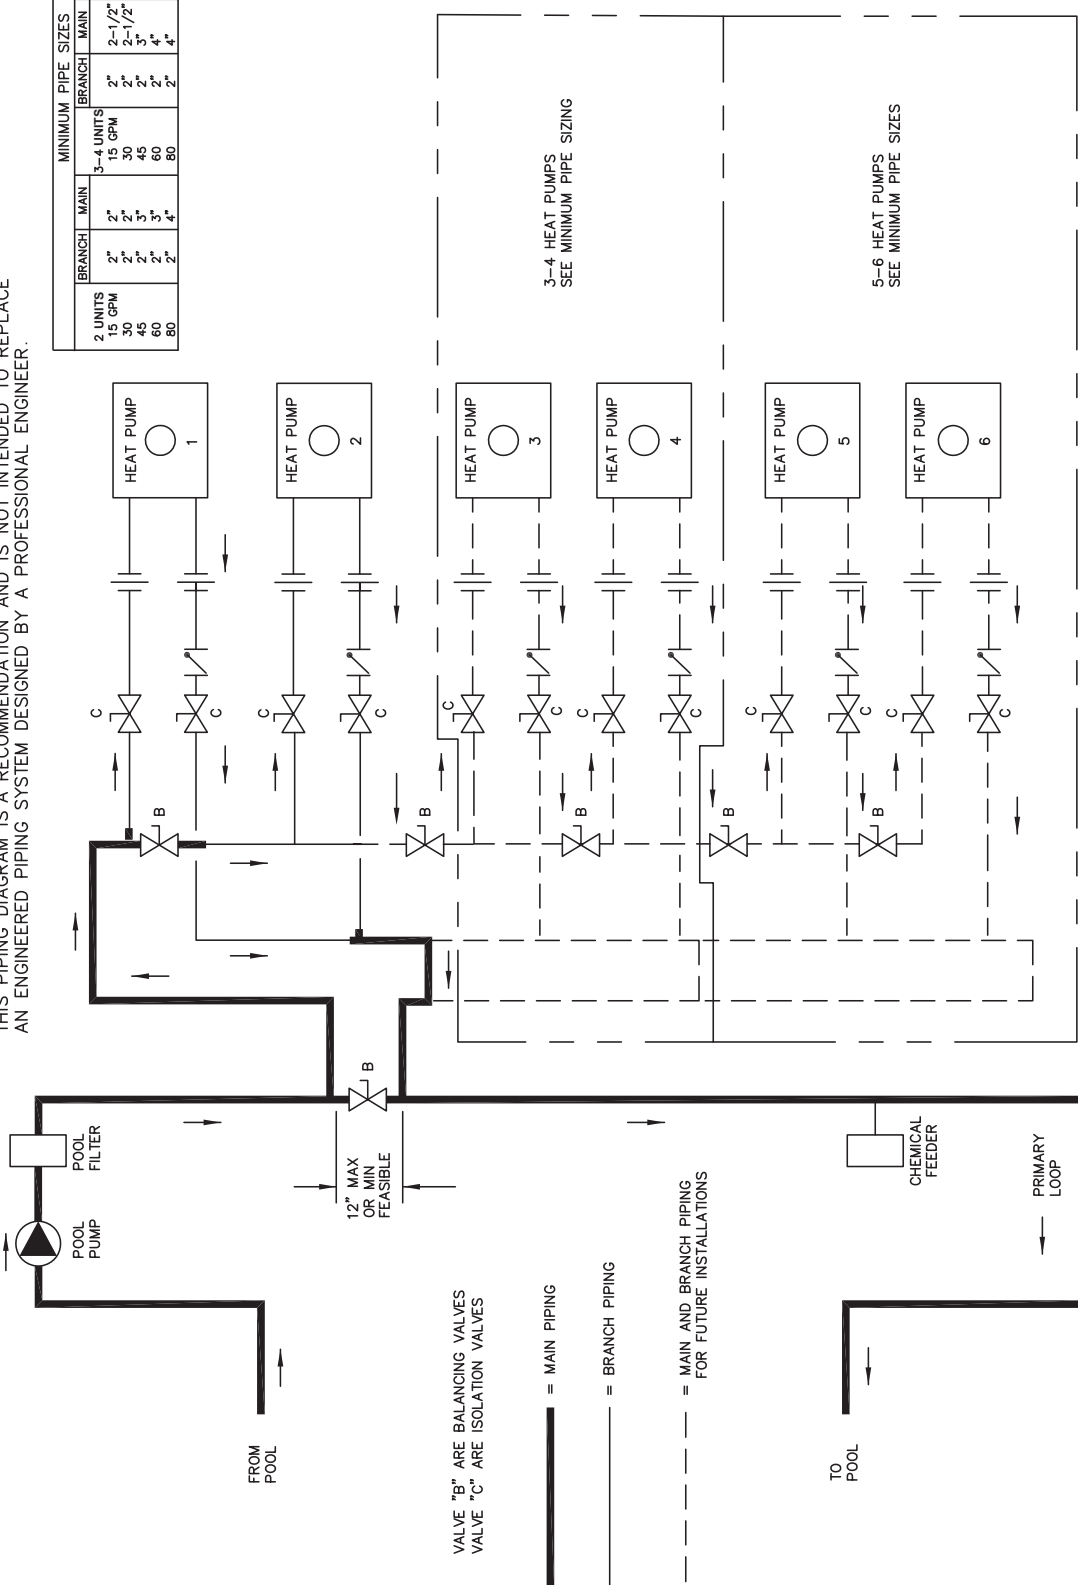 THIS PIPING DIAGRAM IS A RECOMMENDATION AND IS NOT INTENDED TO REPLACE
AN ENGINEERED PIPING SYSTEM DESIGNED BY A PROFESSIONAL ENGINEER.
MINIMUM PIPE SIZES
BRANCH MAIN BRANCH MAIN
2 UNITS 3-4 UNITS
15 GPM 2" 2" 15 GPM 2" 2-1/2"
30 2" 2" 30 2" 2-1/2"
45 2" 3" 45 2" 3"
60 2" 3" 60 2" 4"
80 2" 4" 80 2" 4"
HEAT PUMP
1
HEAT PUMP
2
HEAT PUMP
3
HEAT PUMP
4
HEAT PUMP
5
HEAT PUMP
6
3-4 HEAT PUMPS
SEE MINIMUM PIPE SIZING
5-6 HEAT PUMPS
SEE MINIMUM PIPE SIZES
C
C
C
C
C
C
C
C
C
C
C
C
B
B
B
B
B
B
POOL
FILTER
POOL
PUMP
12" MAX
OR MIN
FEASIBLE
CHEMICAL
FEEDER
PRIMARY
LOOP
FROM
POOL
TO
POOL
VALVE "B" ARE BALANCING VALVES
VALVE "C" ARE ISOLATION VALVES
= MAIN PIPING
= BRANCH PIPING
= MAIN AND BRANCH PIPING
FOR FUTURE INSTALLATIONS